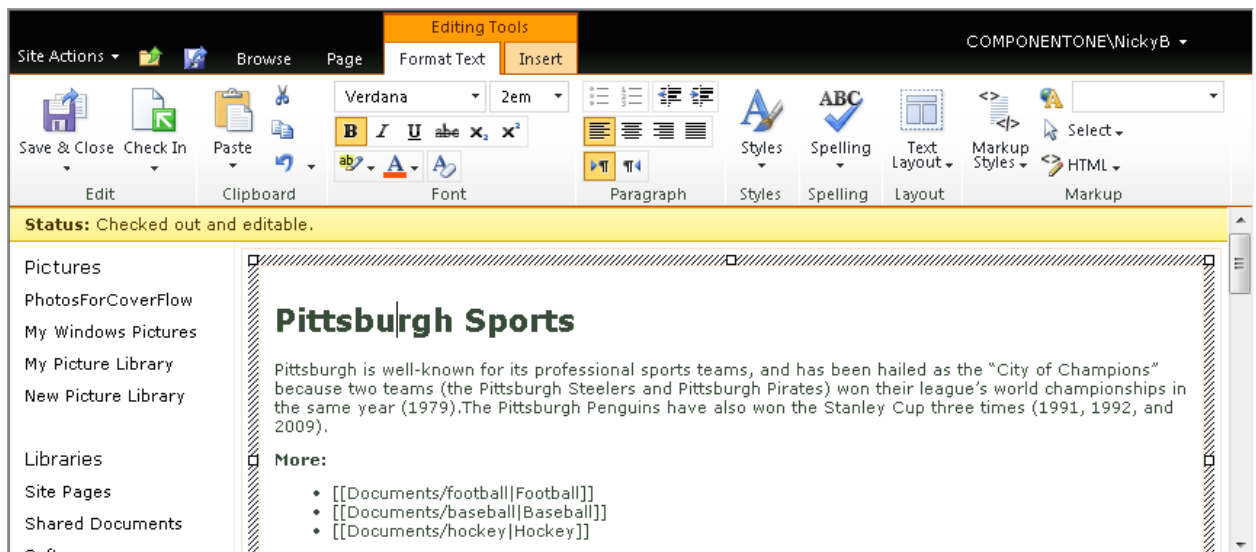 Editing Tools
Site Actions Browse Page Format Text Insert COMPONENTONE\NickyB
Verdana 2em
B I U abc x₂ x² ABC
Save & Close Check In Paste ab A A Styles Spelling Text Layout Markup Styles Select HTML
Edit Clipboard Font Paragraph Styles Spelling Layout Markup
Status: Checked out and editable.
Pictures
PhotosForCoverFlow
My Windows Pictures
My Picture Library
New Picture Library
Libraries
Site Pages
Shared Documents
Pittsburgh Sports
Pittsburgh is well-known for its professional sports teams, and has been hailed as the “City of Champions”
because two teams (the Pittsburgh Steelers and Pittsburgh Pirates) won their league’s world championships in
the same year (1979).The Pittsburgh Penguins have also won the Stanley Cup three times (1991, 1992, and
2009).
More:
• [[Documents/football|Football]]
• [[Documents/baseball|Baseball]]
• [[Documents/hockey|Hockey]]